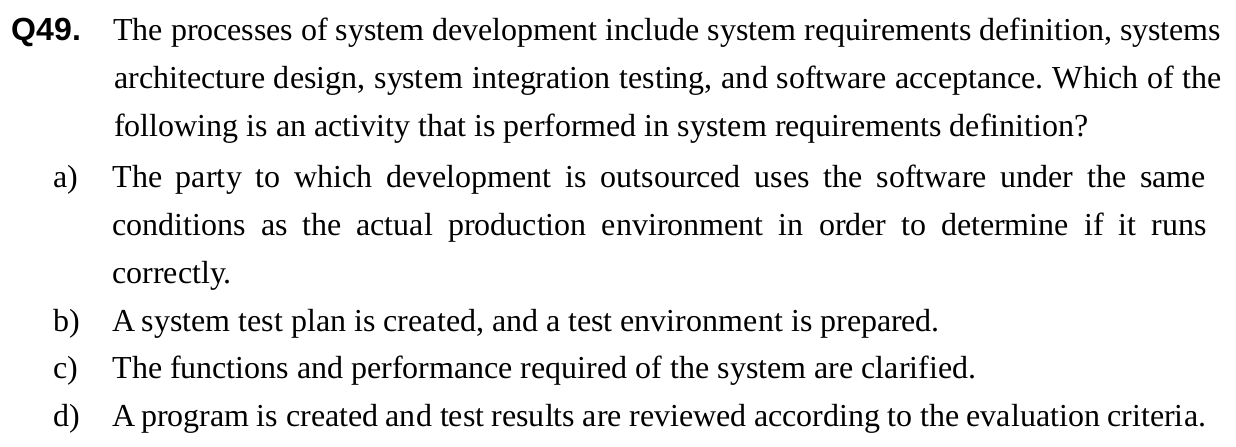 Q49. The processes of system development include system requirements definition, systems
architecture design, system integration testing, and software acceptance. Which of the
following is an activity that is performed in system requirements definition?
a) The party to which development is outsourced uses the software under the same
conditions as the actual production environment in order to determine if it runs
correctly.
b) A system test plan is created, and a test environment is prepared.
c) The functions and performance required of the system are clarified.
d) A program is created and test results are reviewed according to the evaluation criteria.